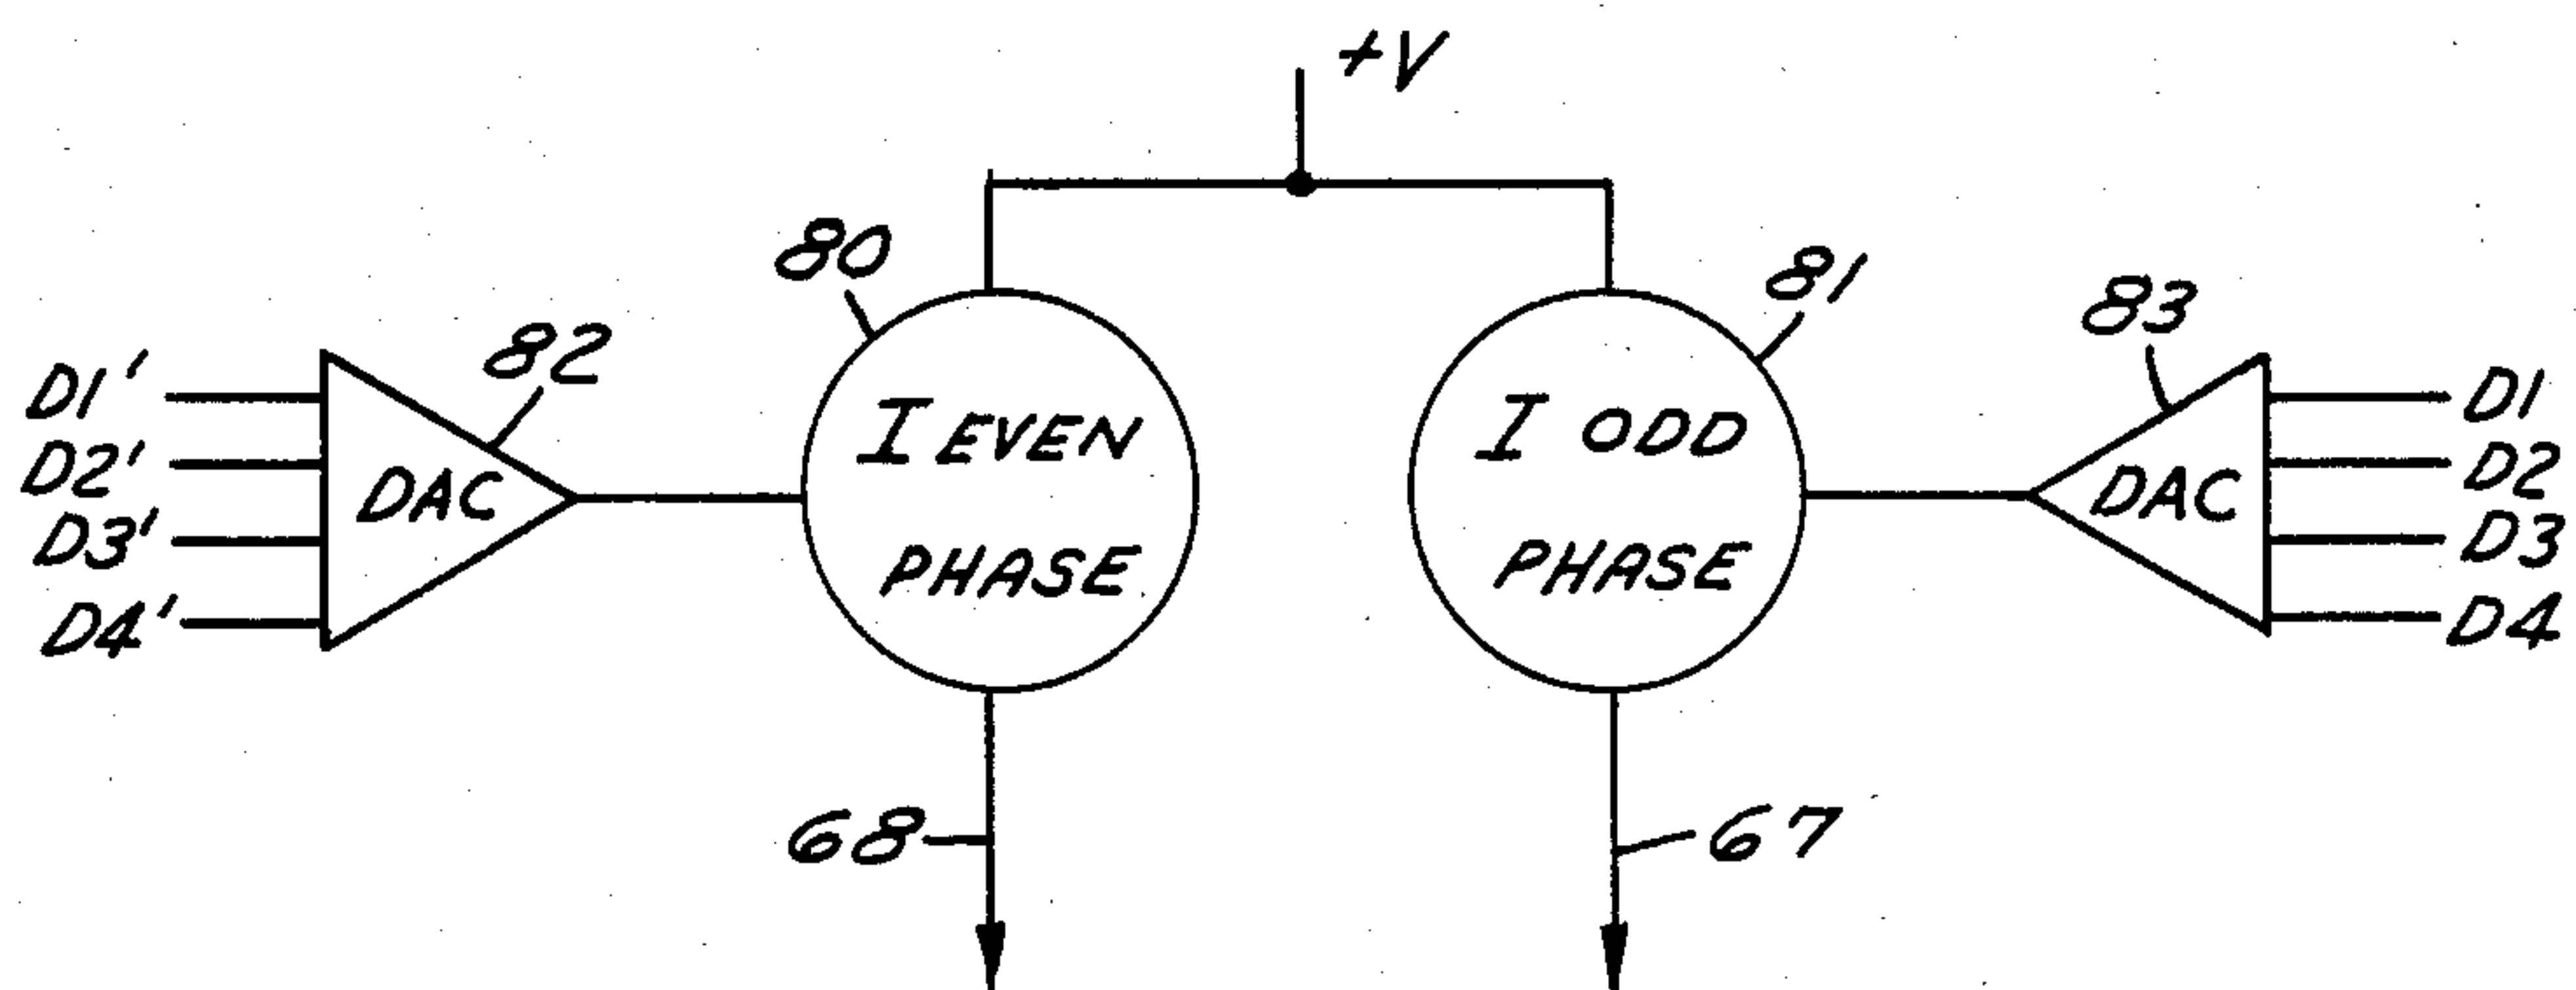 +V
80
81
82
83
D1'
D2'
D3'
D4'
DAC
I EVEN
PHASE
I ODD
PHASE
DAC
D1
D2
D3
D4
68
67